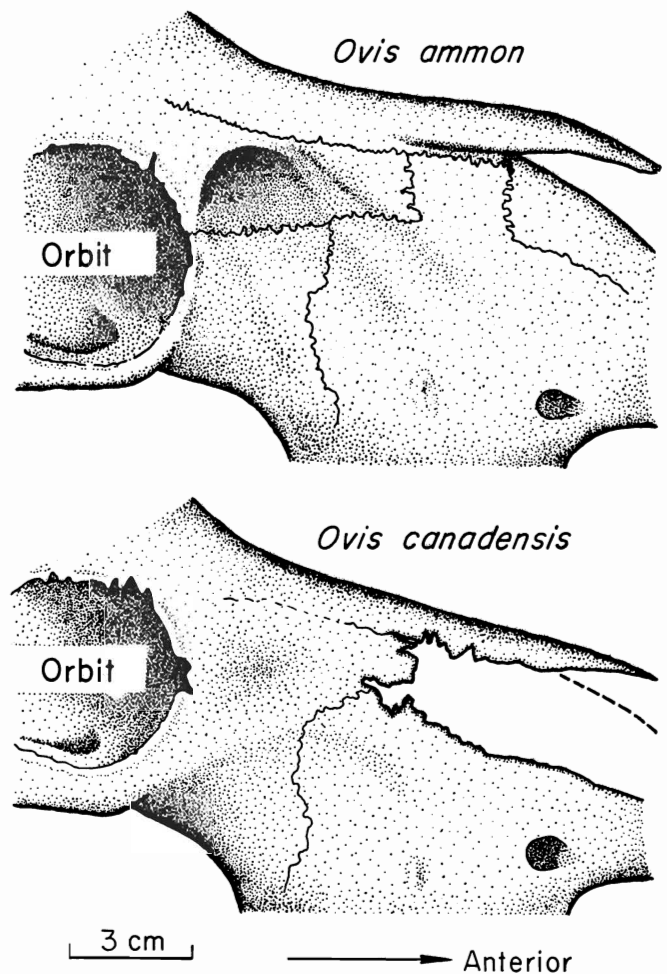 Ovis ammon
Orbit
Ovis canadensis
Orbit
3 cm
Anterior